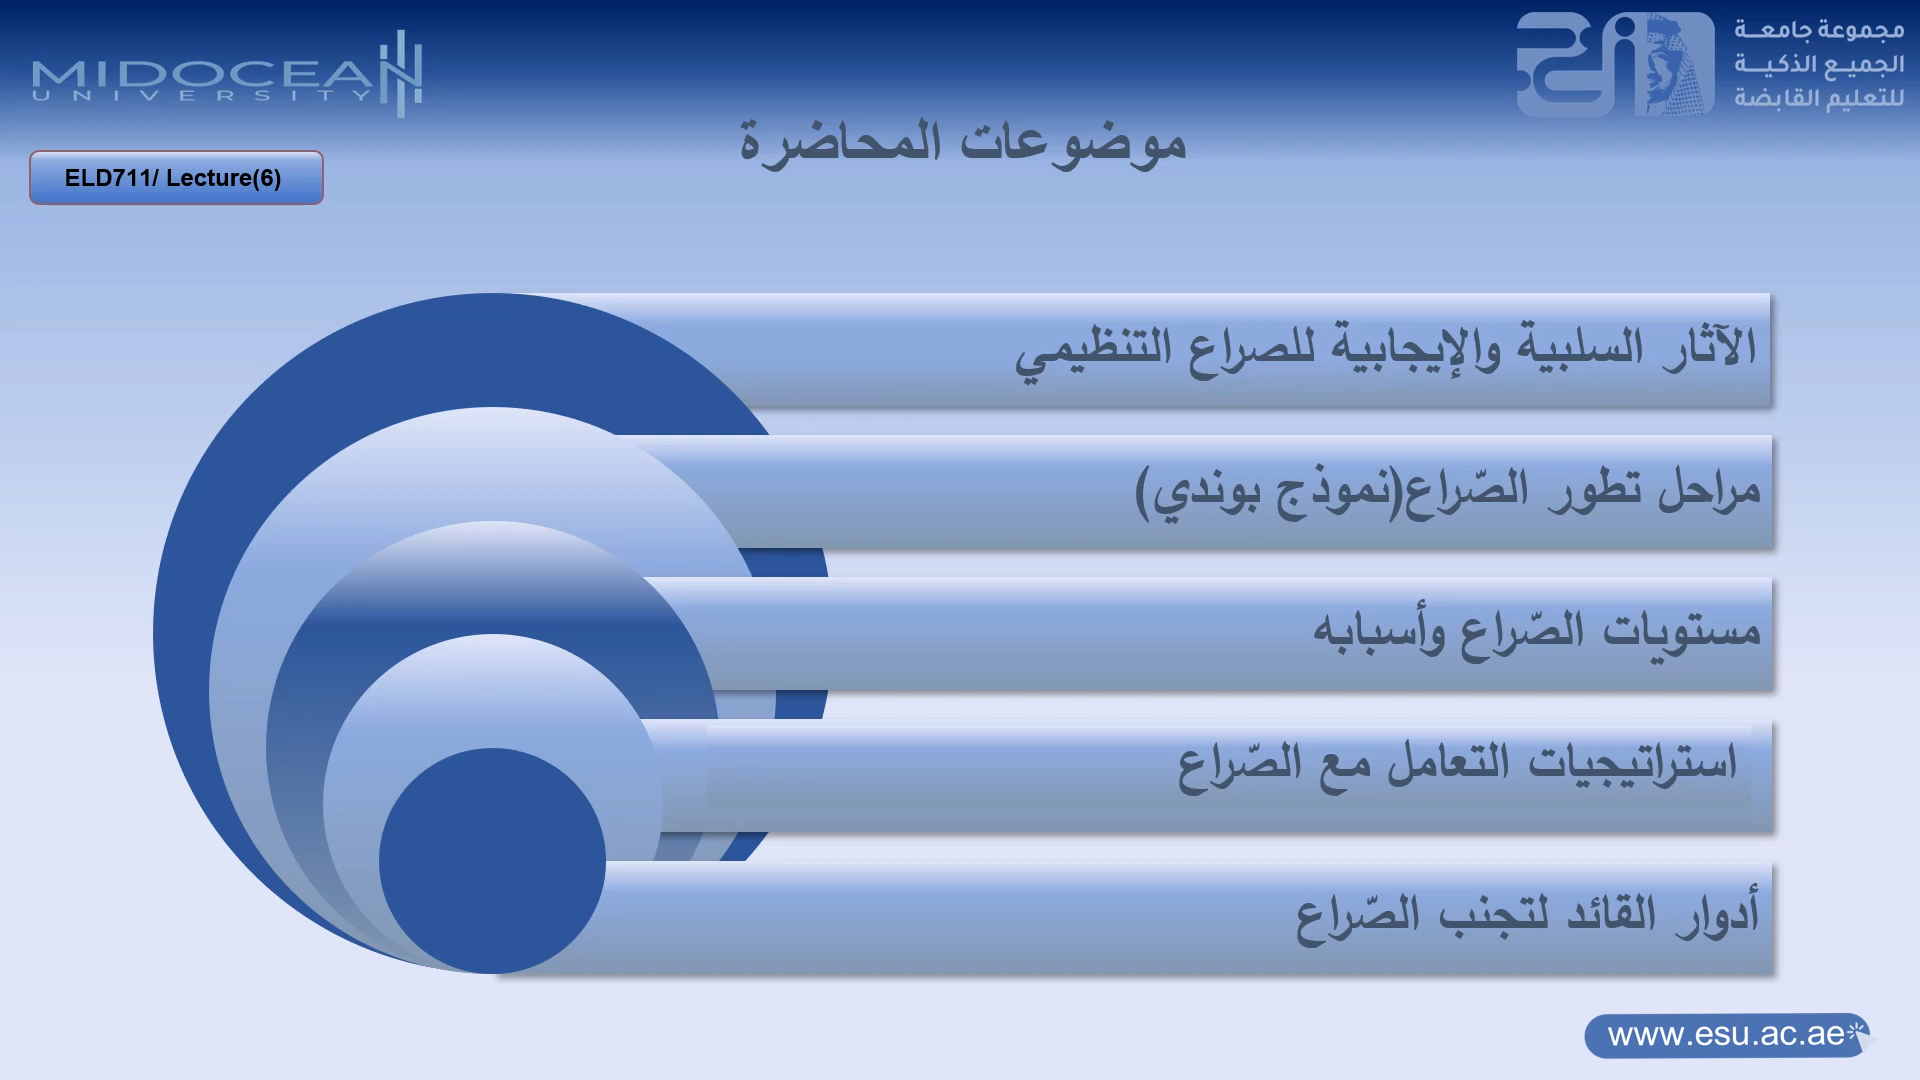 MIDOCEAN
UNIVERSITY
مجموعة جامعة
الجميع الذكية
للتعليم القابضة
موضوعات المحاضرة
ELD711/ Lecture(6)
الآثار السلبية والإيجابية للصراع التنظيمي
مراحل تطور الصّراع(نموذج بوندي)
مستويات الصّراع وأسبابه
استراتيجيات التعامل مع الصّراع
أدوار القائد لتجنب الصّراع
www.esu.ac.ae